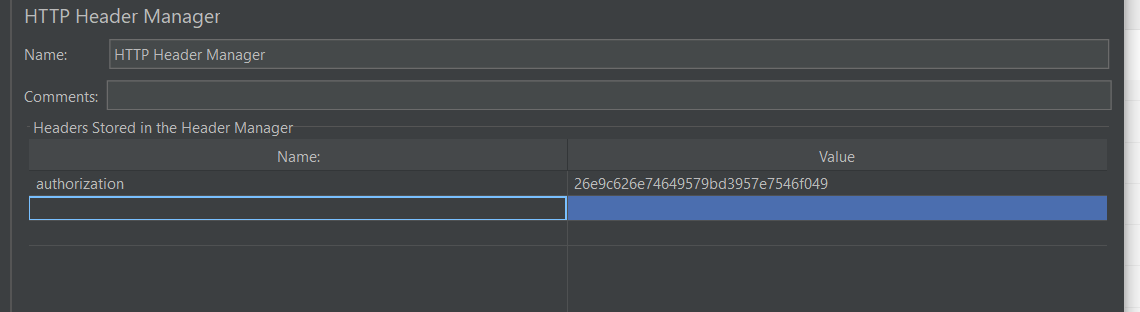 HTTP Header Manager
Name: HTTP Header Manager
Comments:
Headers Stored in the Header Manager
Name: Value
authorization 26e9c626e74649579bd3957e7546f049